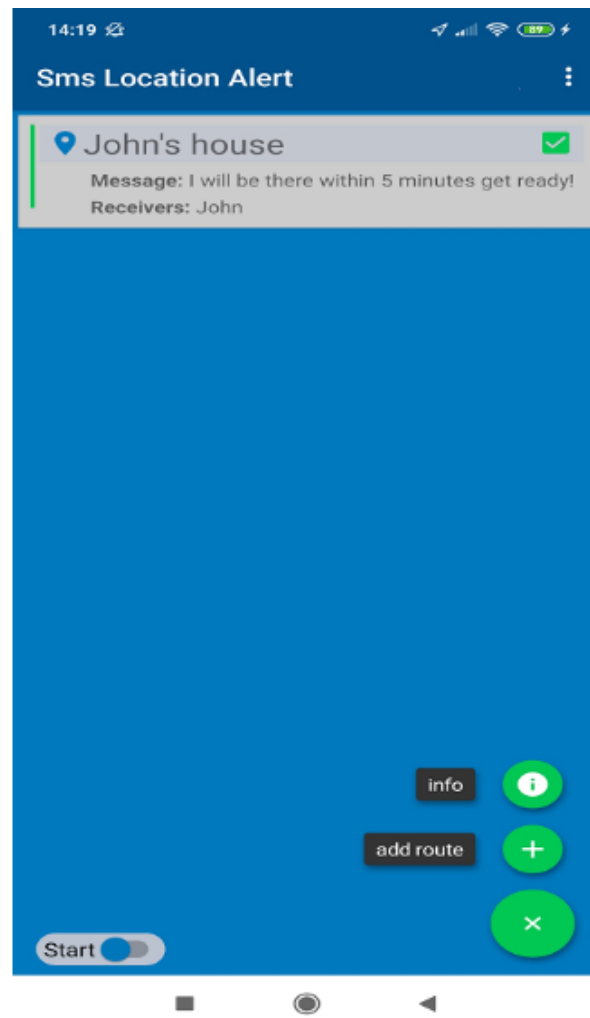 14:19
89
Sms Location Alert
John's house
Message: I will be there within 5 minutes get ready!
Receivers: John
info
add route
Start